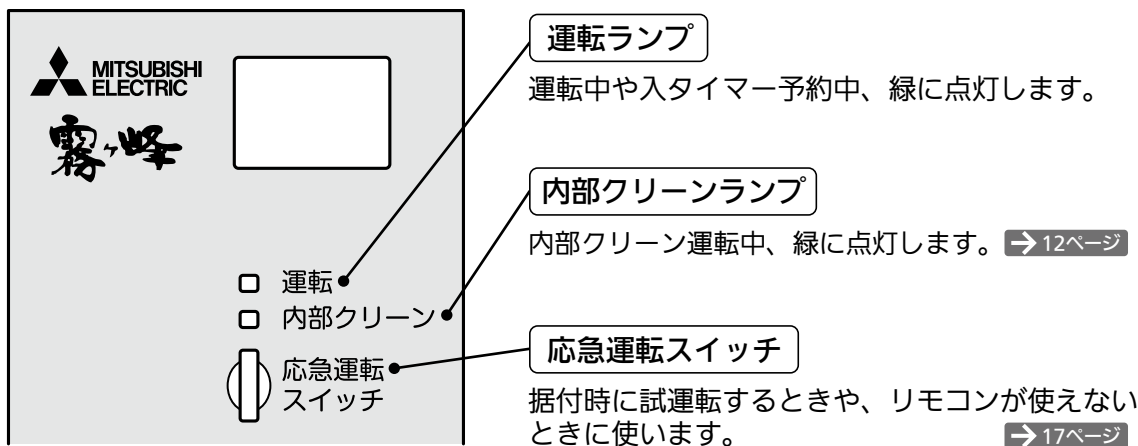 MITSUBISHI
ELECTRIC
霧ヶ峰
運転
内部クリーン
応急運転
スイッチ
運転ランプ
運転中や入タイマー予約中、緑に点灯します。
内部クリーンランプ
内部クリーン運転中、緑に点灯します。→12ページ
応急運転スイッチ
据付時に試運転するときや、リモコンが使えない
ときに使います。→17ページ